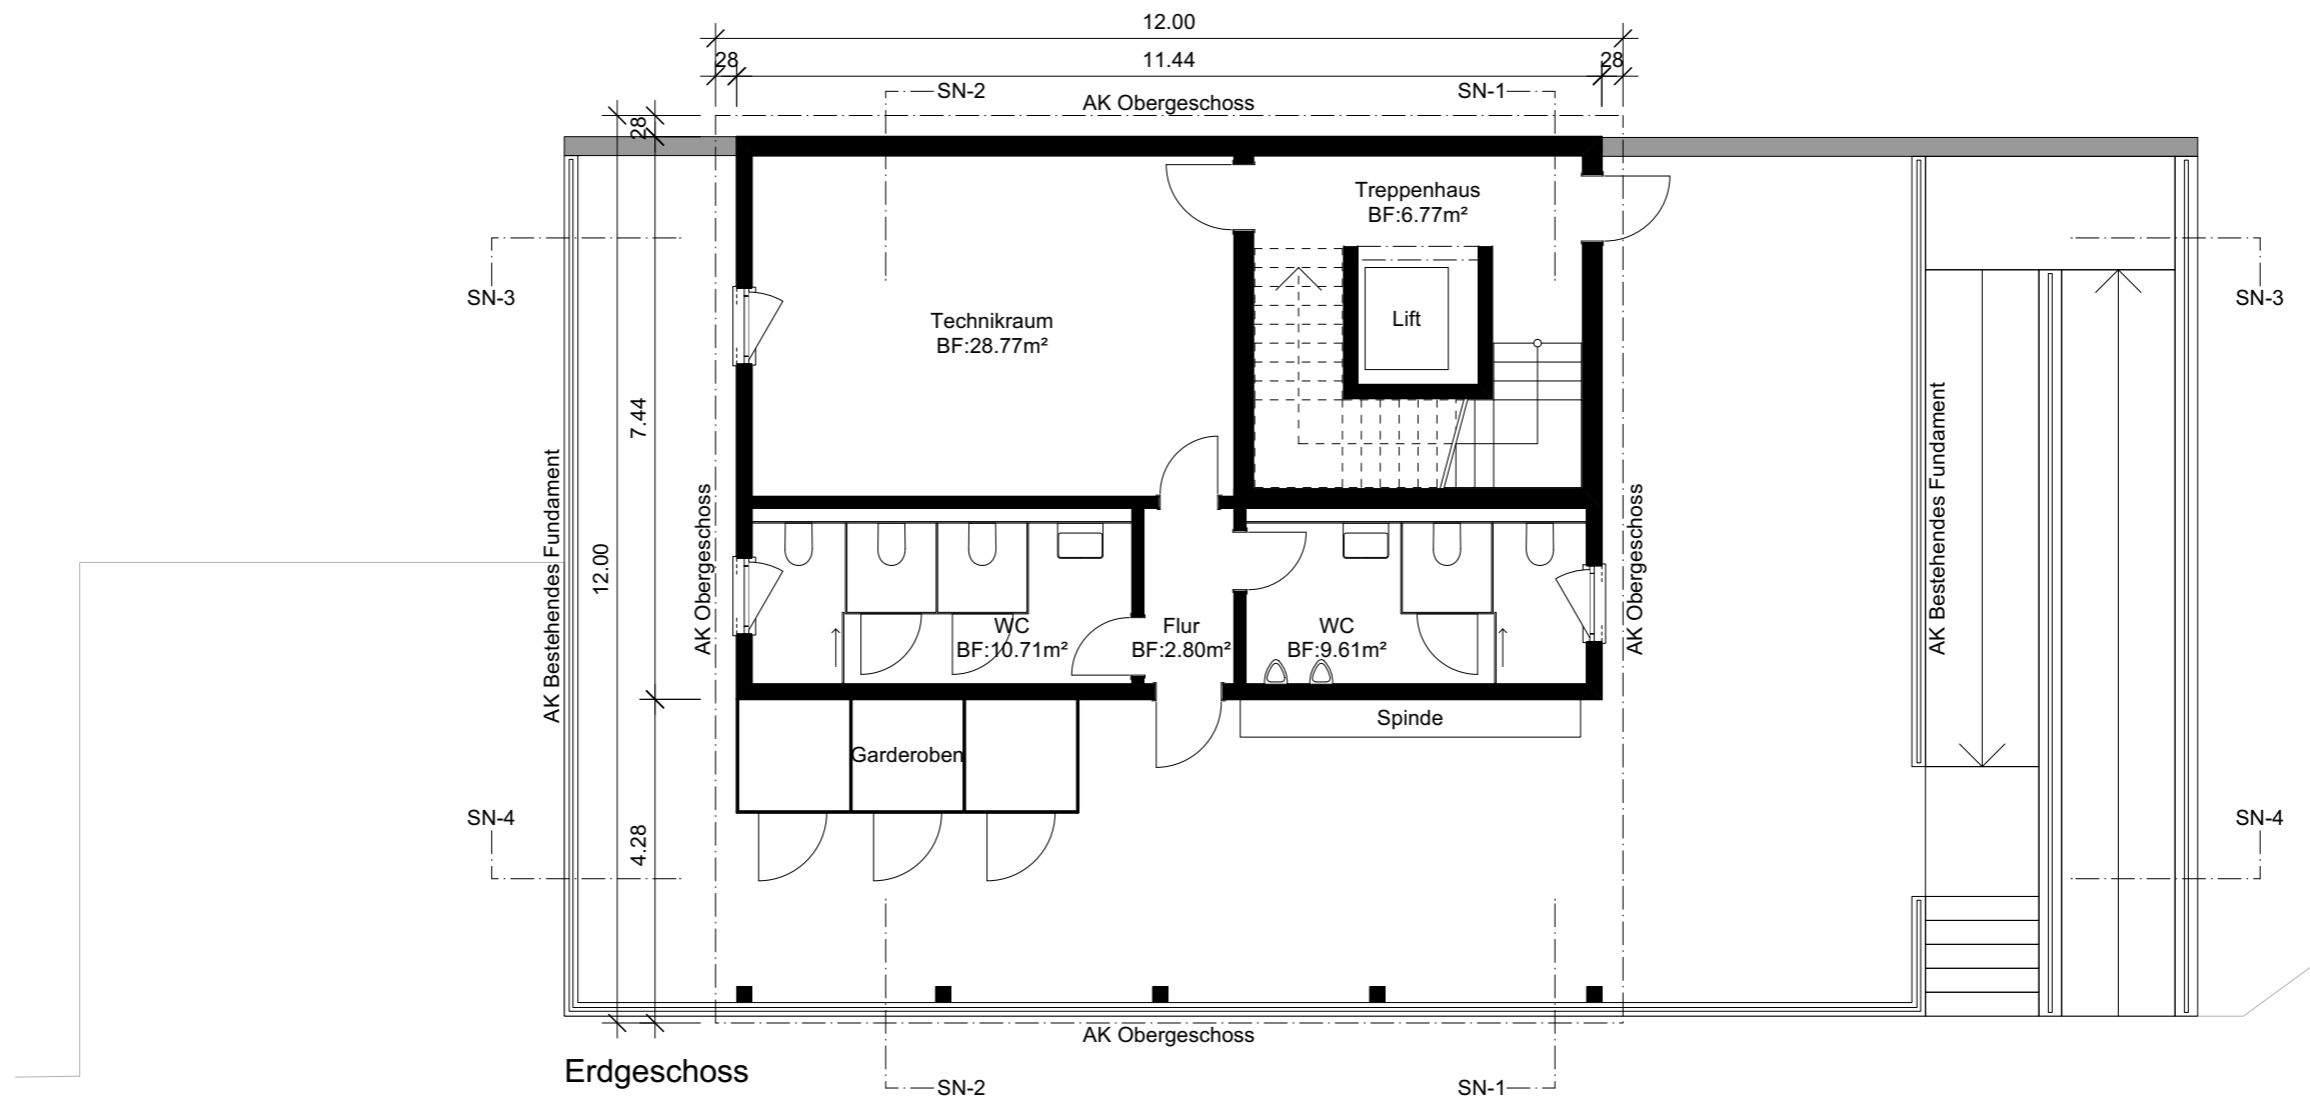 12.00
28
11.44
28
SN-2
SN-1
AK Obergeschoss
28
Treppenhaus
BF:6.77m²
SN-3
SN-3
Technikraum
BF:28.77m²
Lift
7.44
AK Bestehendes Fundament
AK Bestehendes Fundament
AK Obergeschoss
AK Obergeschoss
12.00
WC
BF:10.71m²
Flur
BF:2.80m²
WC
BF:9.61m²
Spinde
Garderoben
SN-4
SN-4
4.28
AK Obergeschoss
Erdgeschoss
SN-2
SN-1